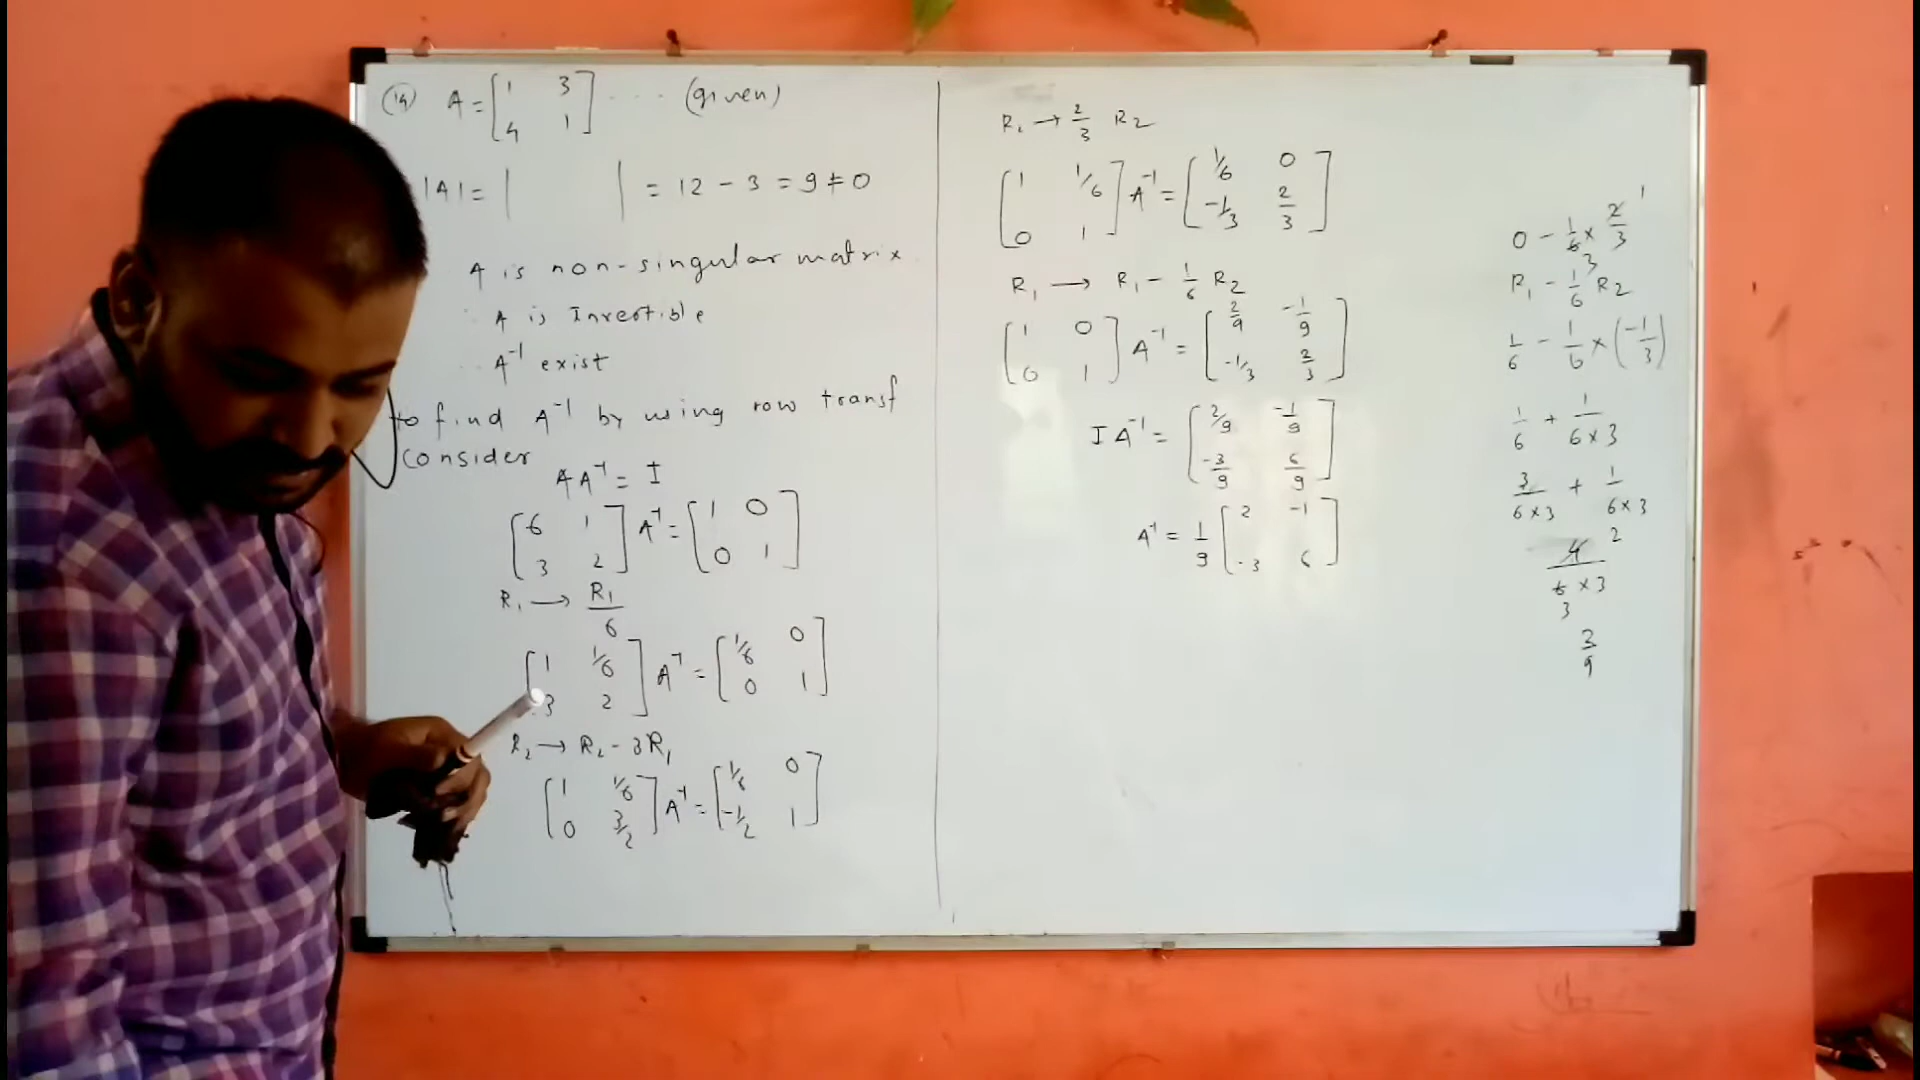 (14) A = [1 3; 4 1] .... (given)
|A| = | | = 12 - 3 = 9 ≠ 0
A is non-singular matrix
∴ A is Invertible
∴ A⁻¹ exist
to find A⁻¹ by using row transf
consider
AA⁻¹ = I
[6 1; 3 2] A⁻¹ = [1 0; 0 1]
R₁ → R₁/6
[1 1/6; 3 2] A⁻¹ = [1/6 0; 0 1]
R₂ → R₂ - 3R₁
[1 1/6; 0 3/2] A⁻¹ = [1/6 0; -1/2 1]
R₂ → 2/3 R₂
[1 1/6; 0 1] A⁻¹ = [1/6 0; -1/3 2/3]
R₁ → R₁ - 1/6 R₂
[1 0; 0 1] A⁻¹ = [2/9 -1/9; -1/3 2/3]
I A⁻¹ = [2/9 -1/9; -3/9 6/9]
A⁻¹ = 1/9 [2 -1; -3 6]
0 - 1/6 × 2/3 1
3
R₁ - 1/6 R₂
1/6 - 1/6 × (-1/3)
1/6 + 1/6×3
3/6×3 + 1/6×3
4/6×3 2
3
2/9